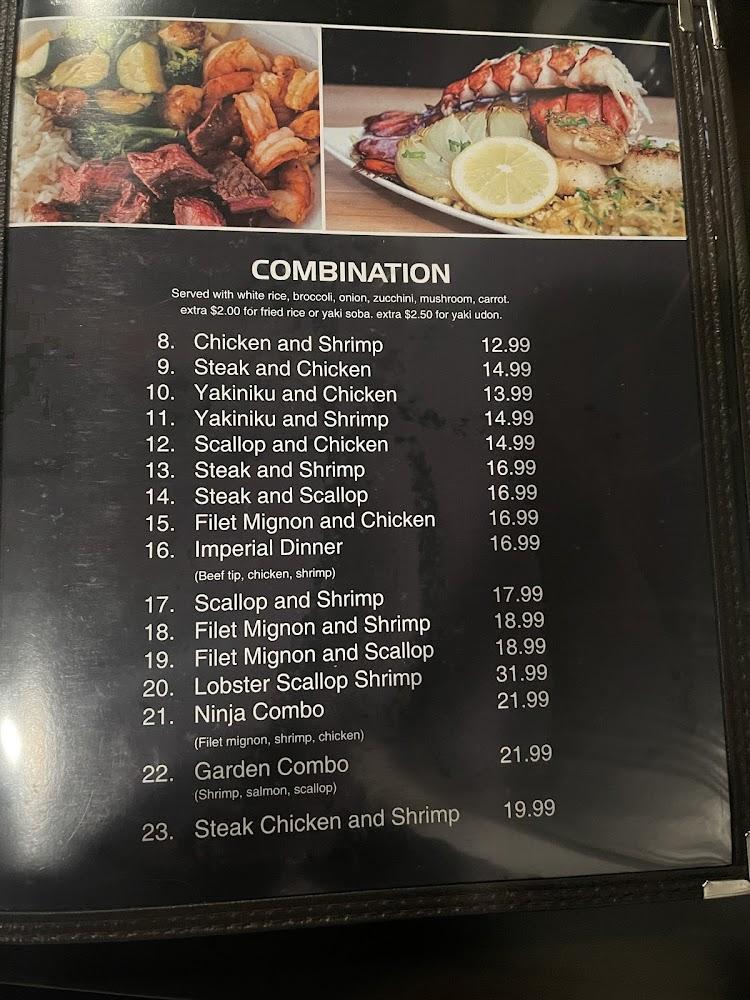 COMBINATION
Served with white rice, broccoli, onion, zucchini, mushroom, carrot.
extra $2.00 for fried rice or yaki soba. extra $2.50 for yaki udon.
8. Chicken and Shrimp 12.99
9. Steak and Chicken 14.99
10. Yakiniku and Chicken 13.99
11. Yakiniku and Shrimp 14.99
12. Scallop and Chicken 14.99
13. Steak and Shrimp 16.99
14. Steak and Scallop 16.99
15. Filet Mignon and Chicken 16.99
16. Imperial Dinner 16.99
(Beef tip, chicken, shrimp)
17. Scallop and Shrimp 17.99
18. Filet Mignon and Shrimp 18.99
19. Filet Mignon and Scallop 18.99
20. Lobster Scallop Shrimp 31.99
21. Ninja Combo 21.99
(Filet mignon, shrimp, chicken)
22. Garden Combo 21.99
(Shrimp, salmon, scallop)
23. Steak Chicken and Shrimp 19.99